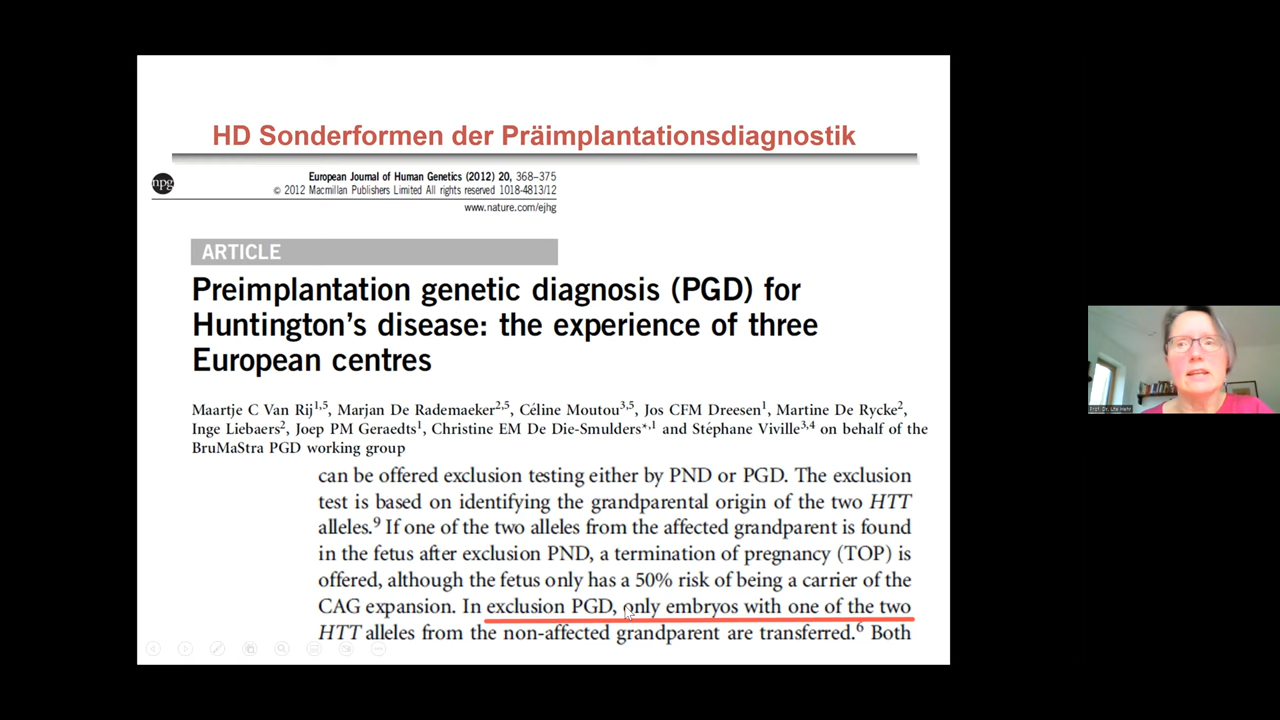 HD Sonderformen der Präimplantationsdiagnostik
npg
European Journal of Human Genetics (2012) 20, 368–375
© 2012 Macmillan Publishers Limited All rights reserved 1018-4813/12
www.nature.com/ejhg
ARTICLE
Preimplantation genetic diagnosis (PGD) for
Huntington's disease: the experience of three
European centres
Maartje C Van Rij1,5, Marjan De Rademaeker2,5, Céline Moutou3,5, Jos CFM Dreesen1, Martine De Rycke2,
Inge Liebaers2, Joep PM Geraedts1, Christine EM De Die-Smulders*,1 and Stéphane Viville3,4 on behalf of the
BruMaStra PGD working group
can be offered exclusion testing either by PND or PGD. The exclusion
test is based on identifying the grandparental origin of the two HTT
alleles.9 If one of the two alleles from the affected grandparent is found
in the fetus after exclusion PND, a termination of pregnancy (TOP) is
offered, although the fetus only has a 50% risk of being a carrier of the
CAG expansion. In exclusion PGD, only embryos with one of the two
HTT alleles from the non-affected grandparent are transferred.6 Both
Prof. Dr. Ute Hehr